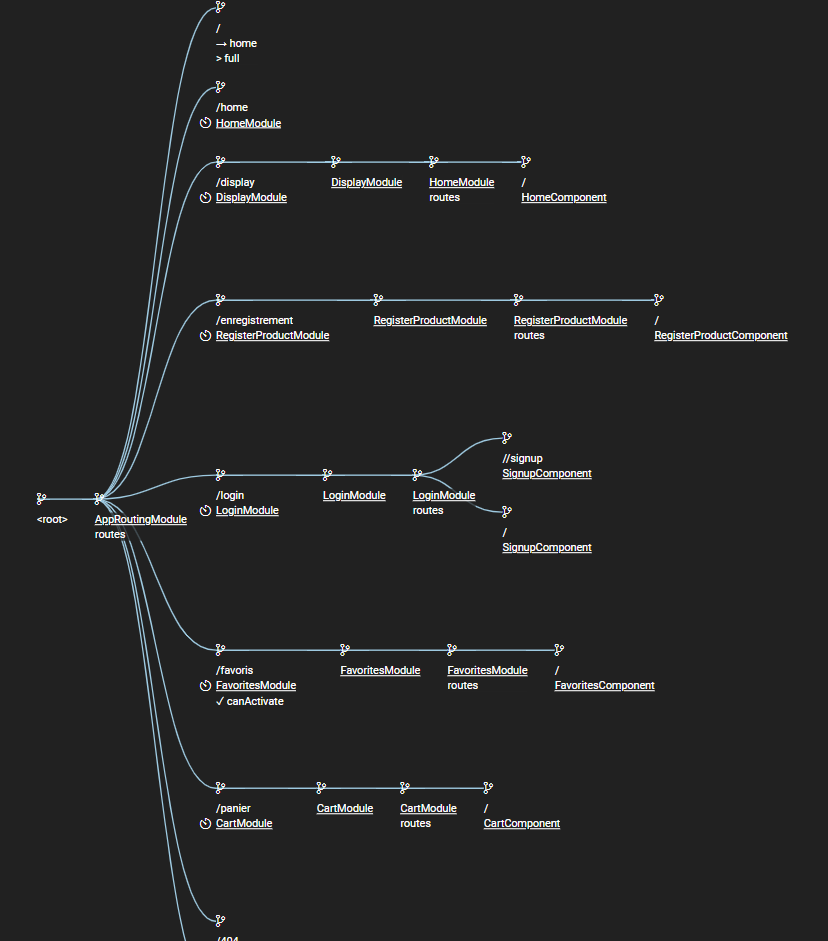 /
→ home
> full
/home
HomeModule
/display
DisplayModule
DisplayModule
HomeModule
routes
/
HomeComponent
/enregistrement
RegisterProductModule
RegisterProductModule
RegisterProductModule
routes
/
RegisterProductComponent
//signup
SignupComponent
/login
LoginModule
LoginModule
LoginModule
routes
/
SignupComponent
<root>
AppRoutingModule
routes
/favoris
FavoritesModule
✓ canActivate
FavoritesModule
FavoritesModule
routes
/
FavoritesComponent
/panier
CartModule
CartModule
CartModule
routes
/
CartComponent
/404